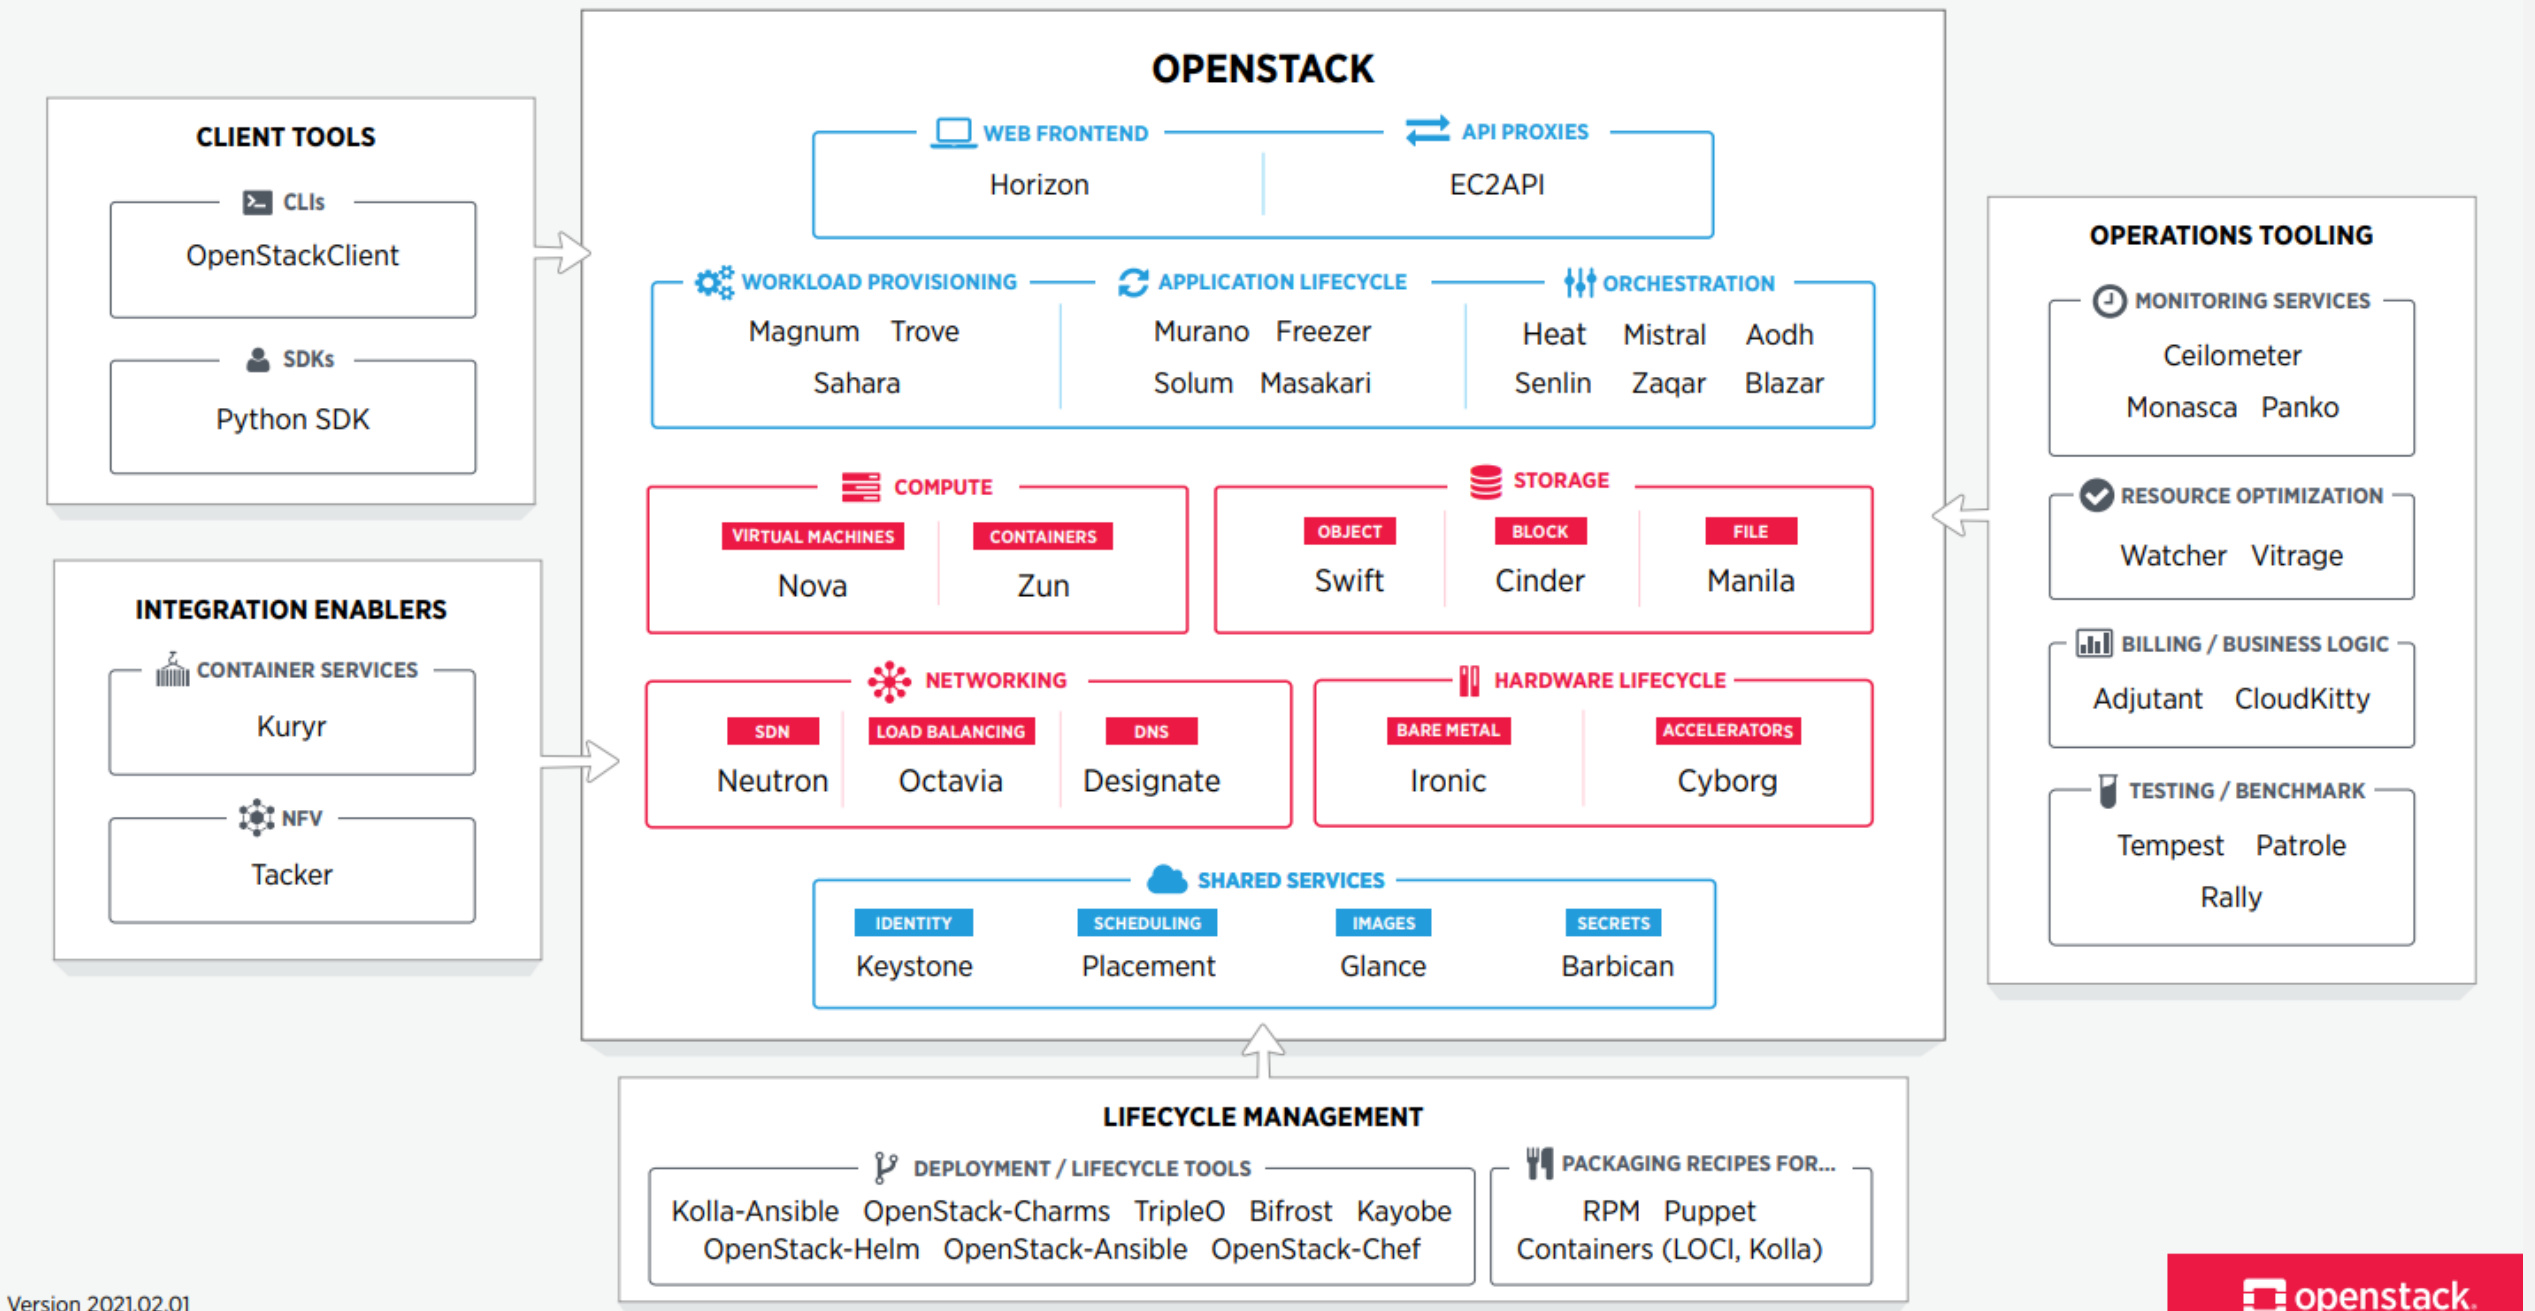 OPENSTACK
WEB FRONTEND
Horizon
API PROXIES
EC2API
WORKLOAD PROVISIONING
Magnum Trove
Sahara
APPLICATION LIFECYCLE
Murano Freezer
Solum Masakari
ORCHESTRATION
Heat Mistral Aodh
Senlin Zaqar Blazar
COMPUTE
VIRTUAL MACHINES
Nova
CONTAINERS
Zun
STORAGE
OBJECT
Swift
BLOCK
Cinder
FILE
Manila
NETWORKING
SDN
Neutron
LOAD BALANCING
Octavia
DNS
Designate
HARDWARE LIFECYCLE
BARE METAL
Ironic
ACCELERATORS
Cyborg
SHARED SERVICES
IDENTITY
Keystone
SCHEDULING
Placement
IMAGES
Glance
SECRETS
Barbican
CLIENT TOOLS
CLIs
OpenStackClient
SDKs
Python SDK
INTEGRATION ENABLERS
CONTAINER SERVICES
Kuryr
NFV
Tacker
OPERATIONS TOOLING
MONITORING SERVICES
Ceilometer
Monasca Panko
RESOURCE OPTIMIZATION
Watcher Vitrage
BILLING / BUSINESS LOGIC
Adjutant CloudKitty
TESTING / BENCHMARK
Tempest Patrole
Rally
LIFECYCLE MANAGEMENT
DEPLOYMENT / LIFECYCLE TOOLS
Kolla-Ansible OpenStack-Charms TripleO Bifrost Kayobe
OpenStack-Helm OpenStack-Ansible OpenStack-Chef
PACKAGING RECIPES FOR...
RPM Puppet
Containers (LOCI, Kolla)
Version 2021.02.01
openstack.